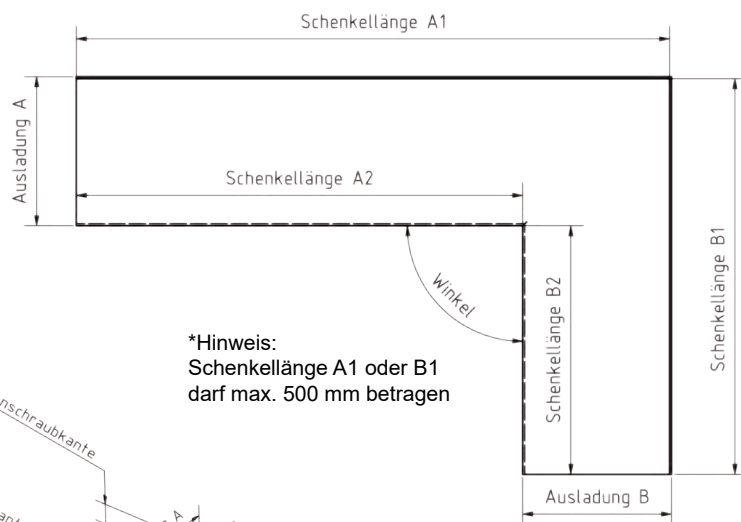 Schenkellänge A1
Ausladung A
Schenkellänge A2
Winkel
Schenkellänge B2
Schenkellänge B1
*Hinweis:
Schenkellänge A1 oder B1
darf max. 500 mm betragen
nschraubkante
Ausladung B
A